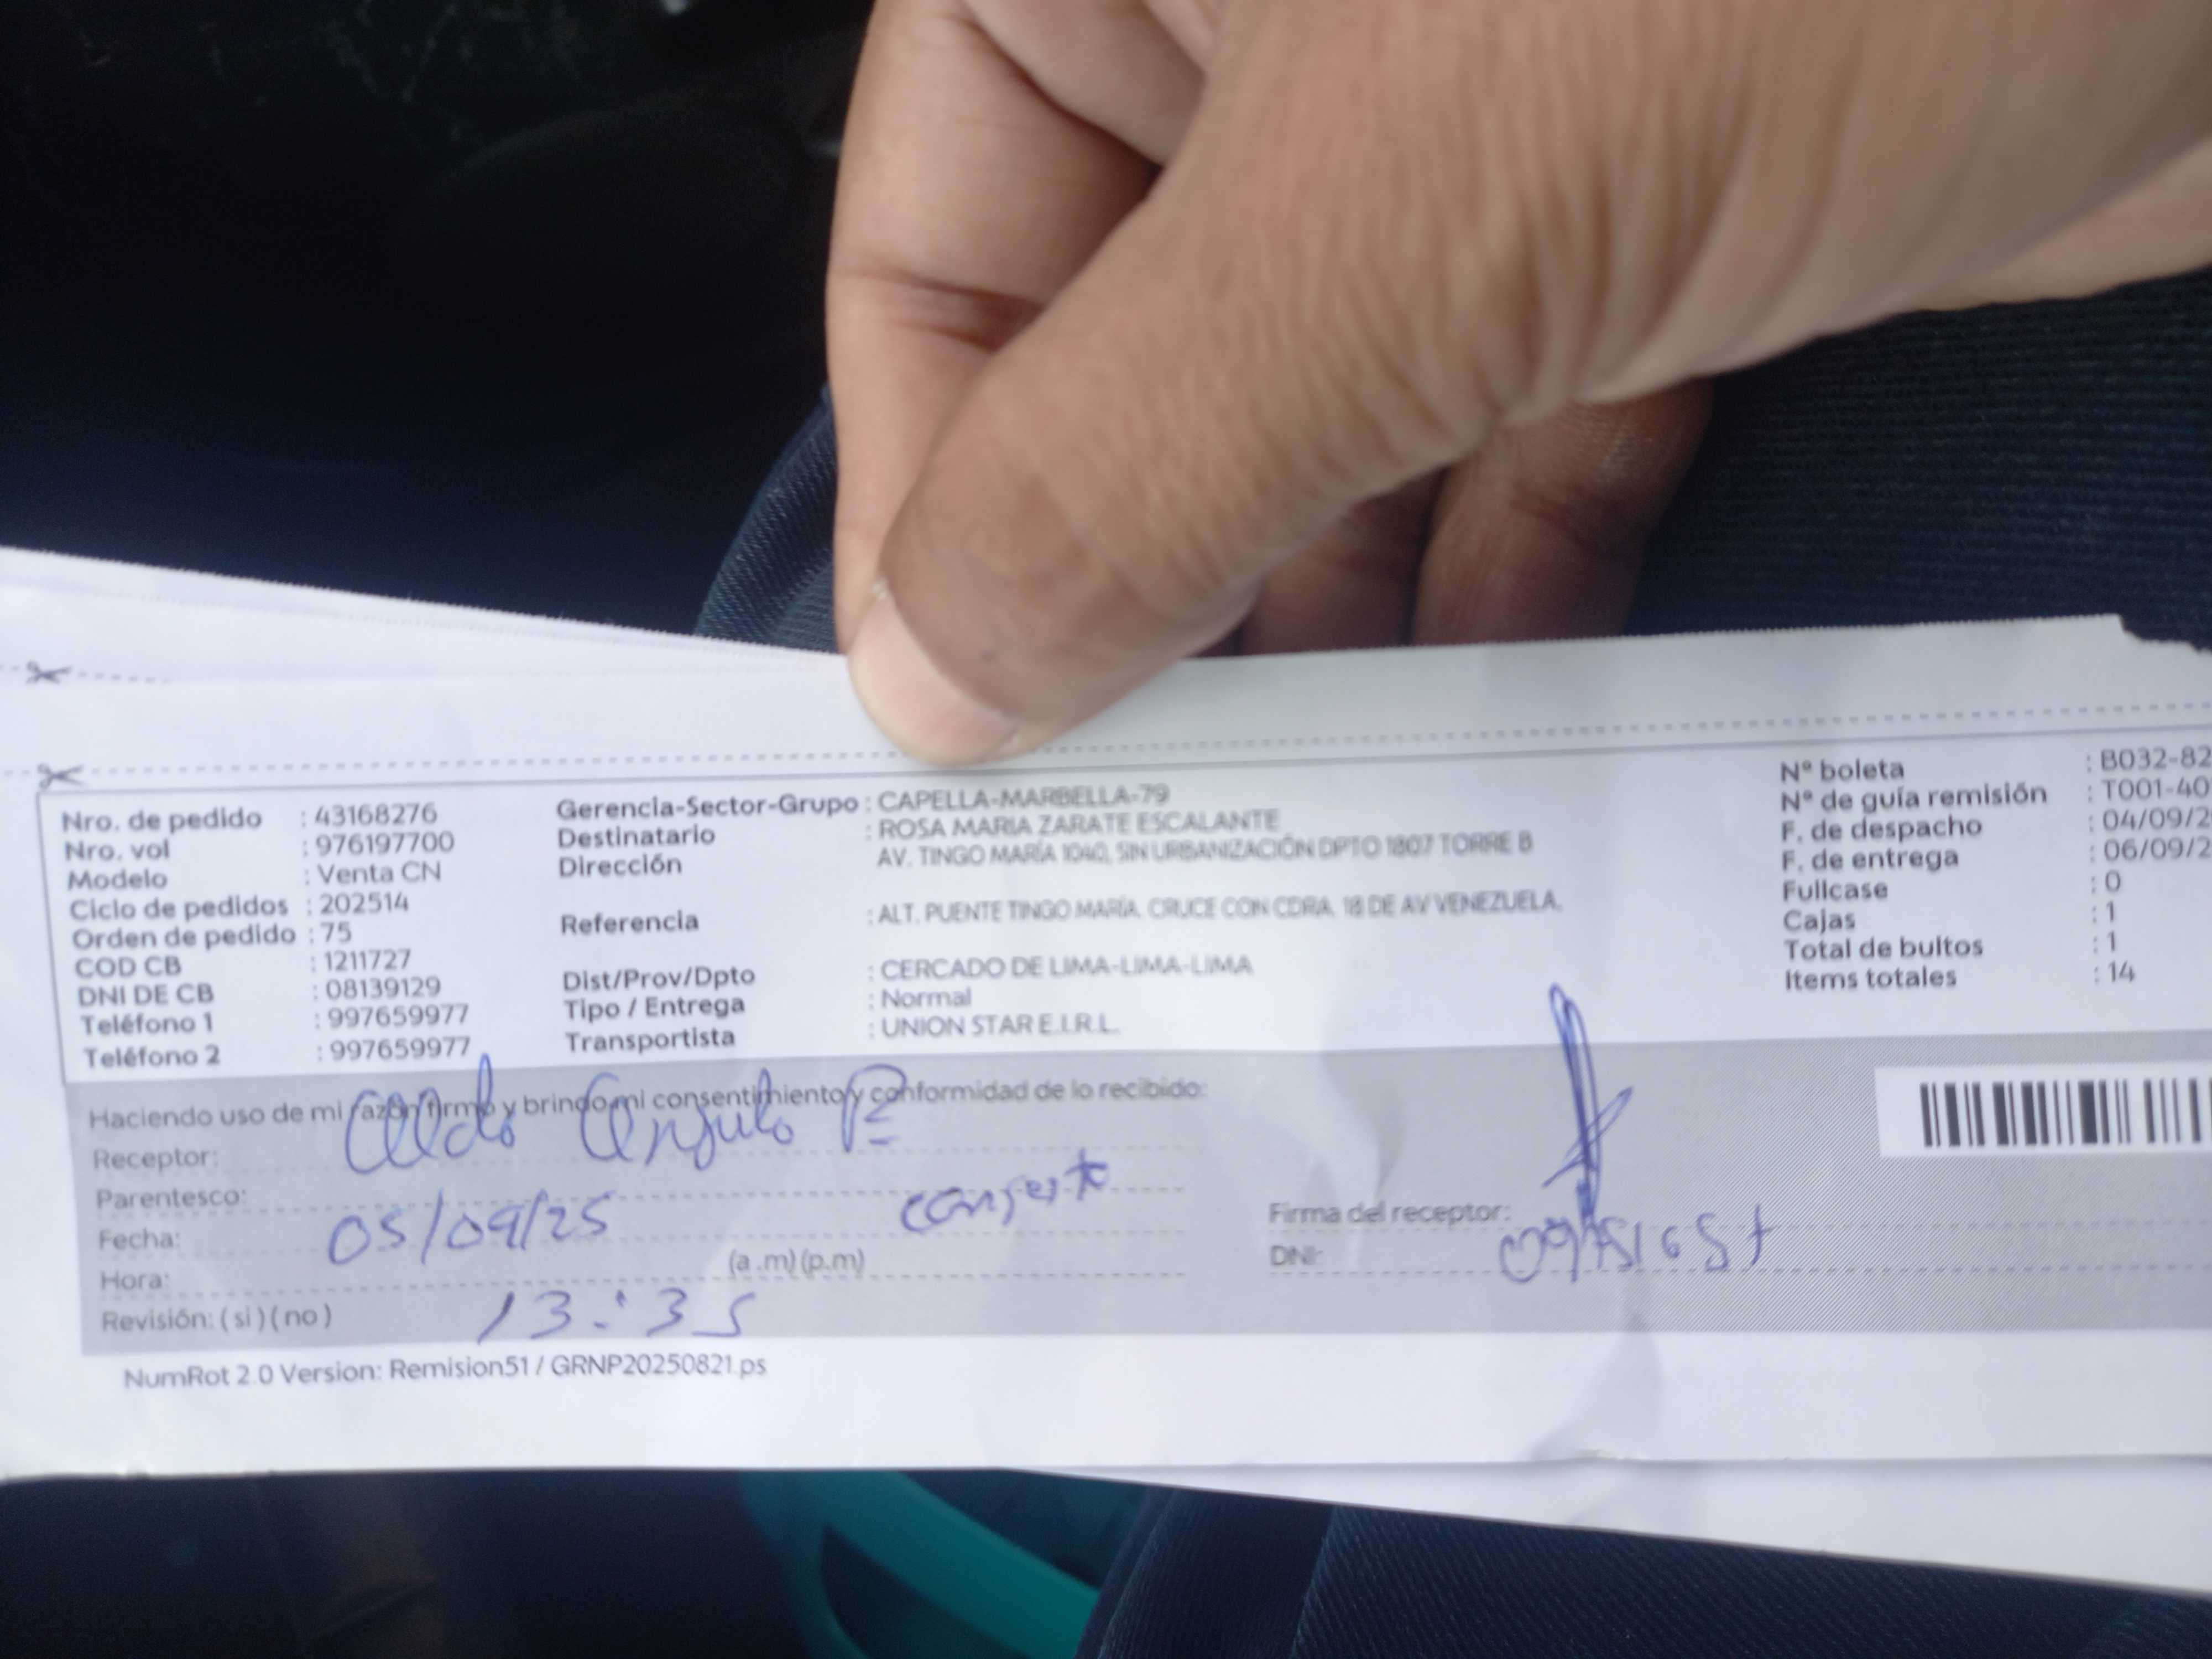 Nro. de pedido : 43168276
Nro. vol : 976197700
Modelo : Venta CN
Ciclo de pedidos : 202514
Orden de pedido : 75
COD CB : 1211727
DNI DE CB : 08139129
Teléfono 1 : 997659977
Teléfono 2 : 997659977
Gerencia-Sector-Grupo : CAPELLA-MARBELLA-79
Destinatario : ROSA MARIA ZARATE ESCALANTE
Dirección AV. TINGO MARÍA 1040, SIN URBANIZACIÓN DPTO 1807 TORRE B
Referencia : ALT. PUENTE TINGO MARÍA. CRUCE CON CDRA. 18 DE AV VENEZUELA.
Dist/Prov/Dpto : CERCADO DE LIMA-LIMA-LIMA
Tipo / Entrega : Normal
Transportista : UNION STAR E.I.R.L.
N° boleta : B032-82
N° de guía remisión : T001-40
F. de despacho : 04/09/2
F. de entrega : 06/09/2
Fullcase : 0
Cajas : 1
Total de bultos : 1
Items totales : 14
Haciendo uso de mi razón firmo y brindo mi consentimiento y conformidad de lo recibido:
Receptor: Aldo Angulo P
Parentesco:
Fecha: 05/09/25
Hora: (a .m) (p.m)
Revisión: ( si ) ( no ) 13:35
Firma del receptor:
DNI:
NumRot 2.0 Version: Remision51 / GRNP20250821.ps